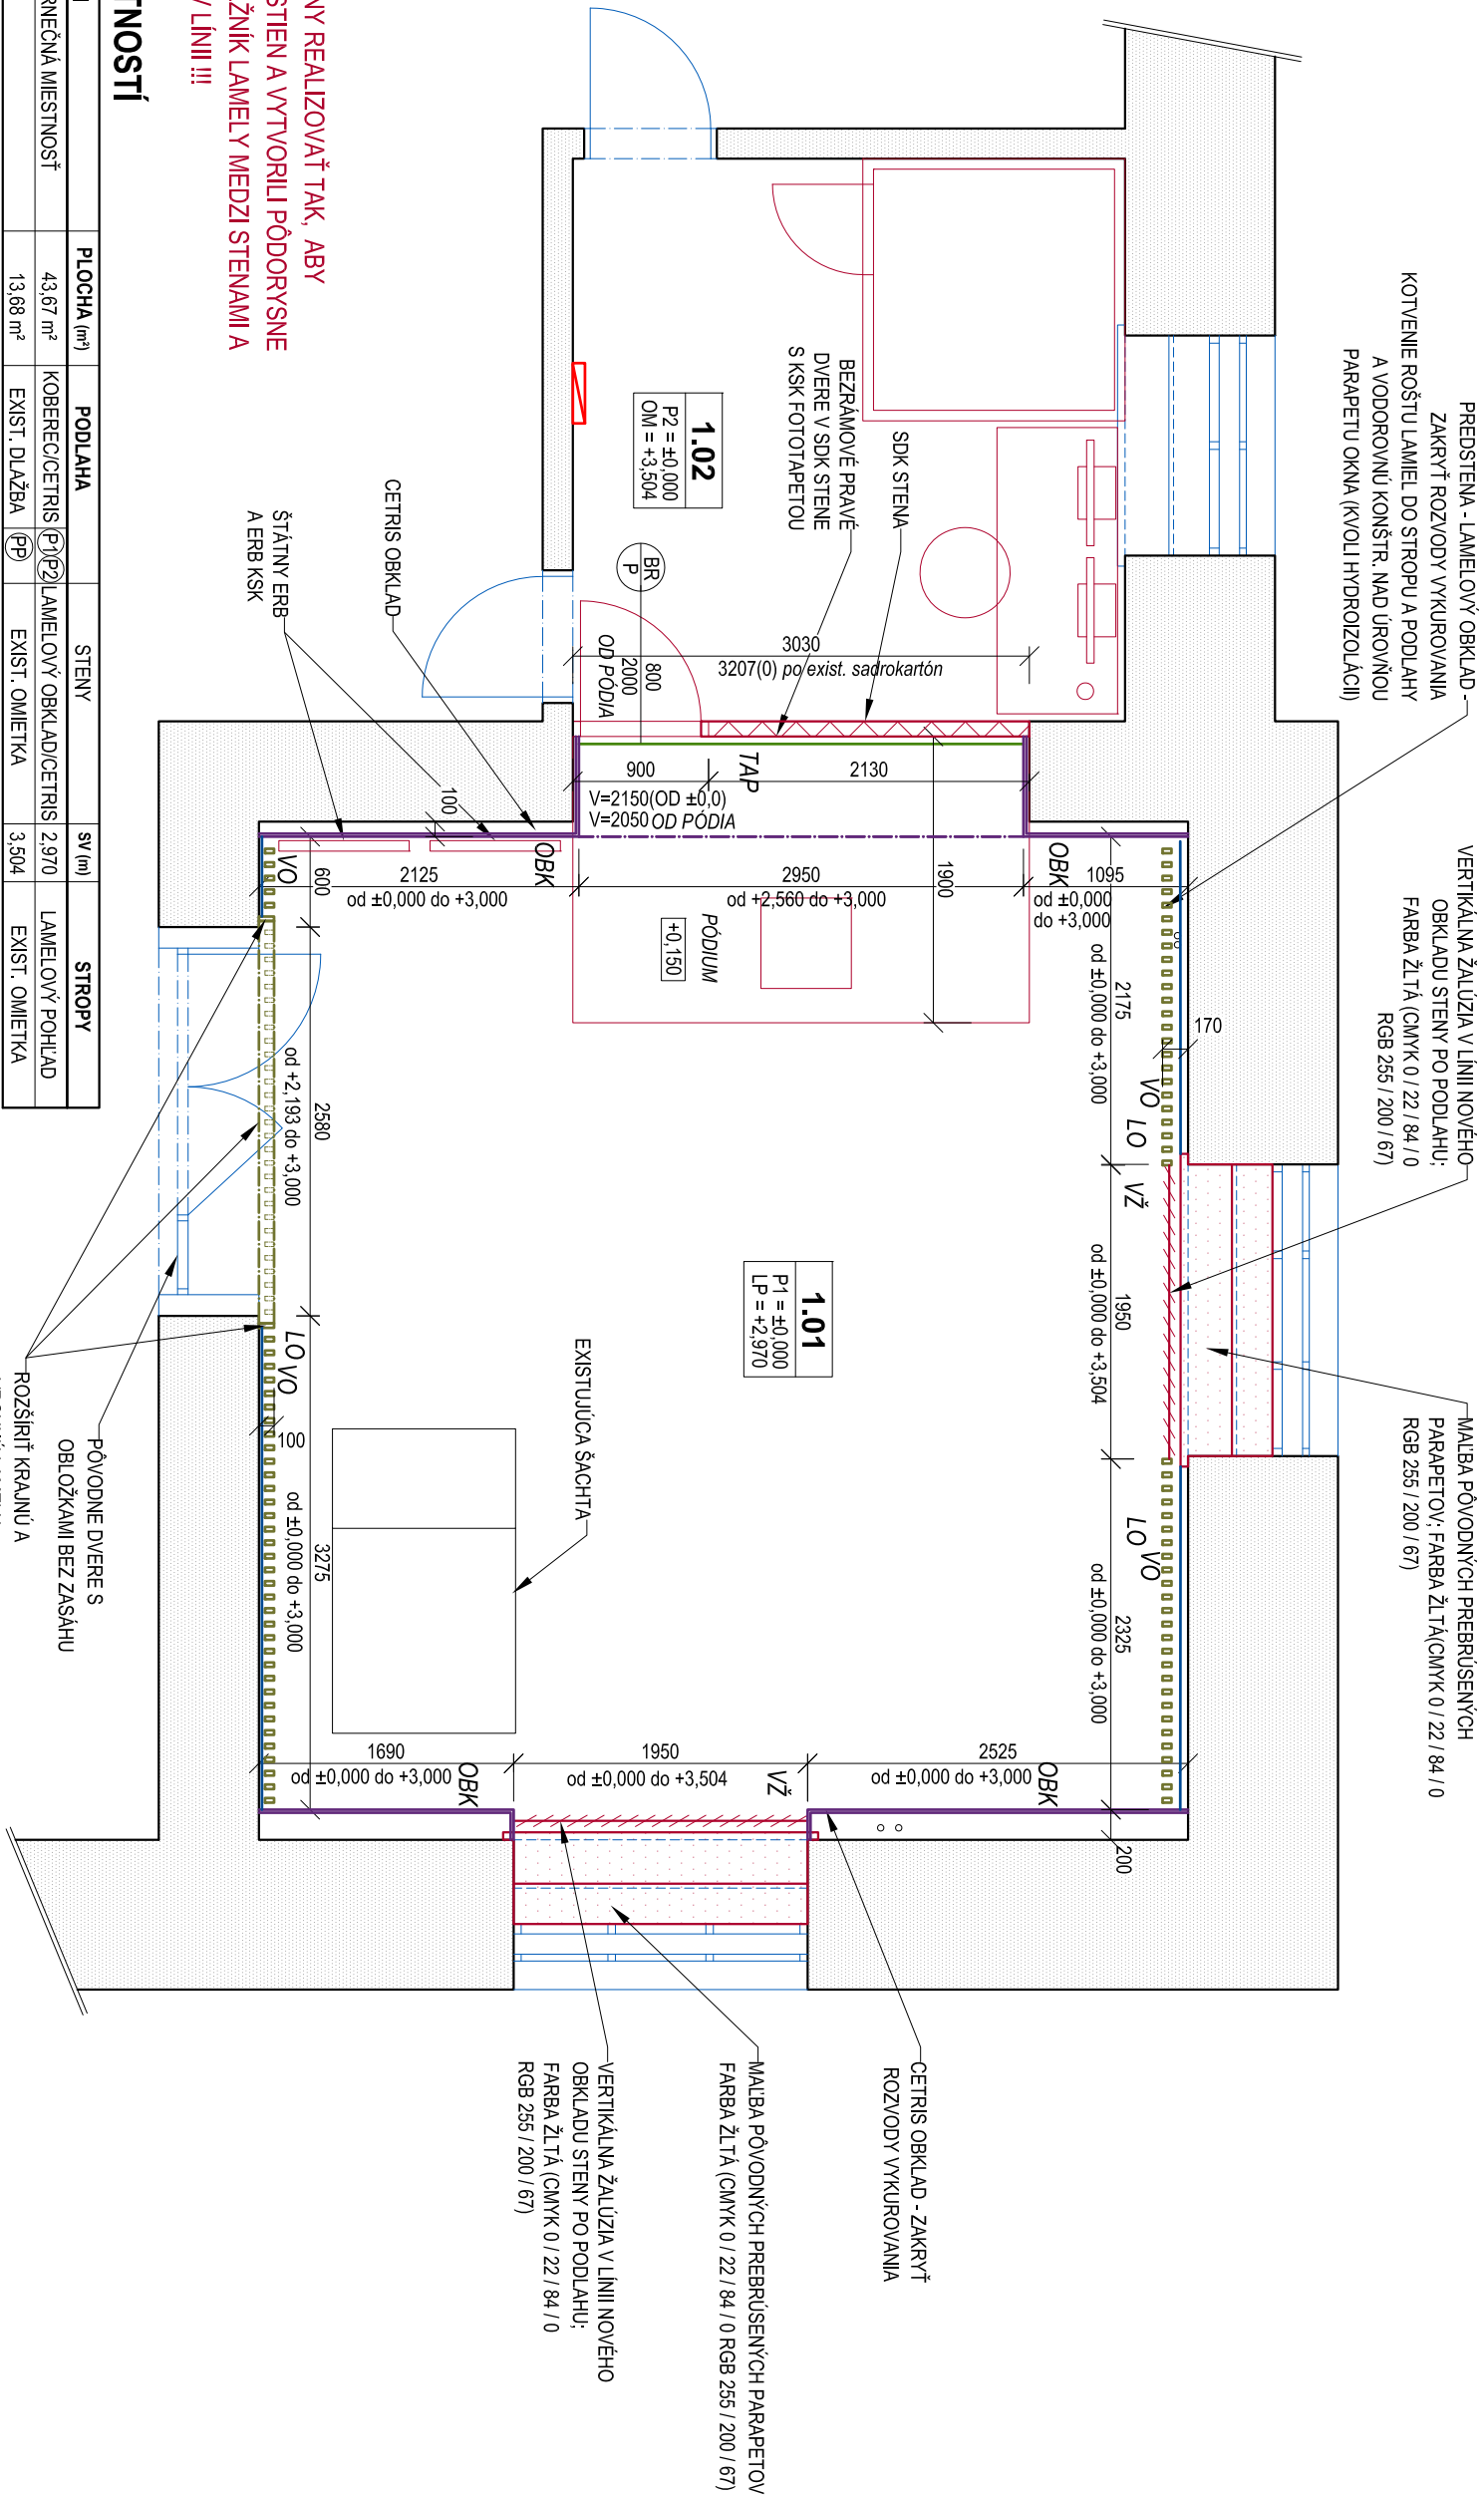 PREDSTENA - LAMELOVÝ OBKLAD -
ZAKRYŤ ROZVODY VYKUROVANIA
KOTVENIE ROŠTU LAMIEL DO STROPU A PODLAHY
A VODOROVNÚ KONŠTR. NAD ÚROVŇOU
PARAPETU OKNA (KVOLI HYDROIZOLÁCII)
VERTIKÁLNA ŽALÚZIA V LÍNII NOVÉHO
OBKLADU STENY PO PODLAHU;
FARBA ŽLTÁ (CMYK 0 / 22 / 84 / 0
RGB 255 / 200 / 67)
MAĽBA PÔVODNÝCH PREBRÚSENÝCH
PARAPETOV; FARBA ŽLTÁ(CMYK 0 / 22 / 84 / 0
RGB 255 / 200 / 67)
SDK STENA
BEZRÁMOVÉ PRAVÉ
DVERE V SDK STENE
S KSK FOTOTAPETOU
1.02
P2 = ±0,000
OM = +3,504
BR
P
800
2000
OD PÓDIA
3030
3207(0) po exist. sadrokartón
CETRIS OBKLAD
ŠTÁTNY ERB
A ERB KSK
900
2130
TAP
V=2150(OD ±0,0)
V=2050 OD PÓDIA
100
OBK
VO
600
2125
od ±0,000 do +3,000
2950
od +2,560 do +3,000
1900
OBK
1095
od ±0,000
do +3,000
PÓDIUM
+0,150
2175
od ±0,000 do +3,000
170
VO
LO
VŽ
1950
od ±0,000 do +3,504
LO
VO
2325
od ±0,000 do +3,000
200
1.01
P1 = ±0,000
LP = +2,970
2580
od +2,193 do +3,000
LO
VO
100
3275
od ±0,000 do +3,000
EXISTUJÚCA ŠACHTA
1690
od ±0,000 do +3,000
OBK
1950
od ±0,000 do +3,504
VŽ
2525
od ±0,000 do +3,000
OBK
CETRIS OBKLAD - ZAKRYŤ
ROZVODY VYKUROVANIA
MAĽBA PÔVODNÝCH PREBRÚSENÝCH PARAPETOV
FARBA ŽLTÁ (CMYK 0 / 22 / 84 / 0 RGB 255 / 200 / 67)
VERTIKÁLNA ŽALÚZIA V LÍNII NOVÉHO
OBKLADU STENY PO PODLAHU;
FARBA ŽLTÁ (CMYK 0 / 22 / 84 / 0
RGB 255 / 200 / 67)
PÔVODNE DVERE S
OBLOŽKAMI BEZ ZASÁHU
ROZŠÍRIŤ KRAJNÚ A
NY REALIZOVAŤ TAK, ABY
STIEN A VYTVORILI PÔDORYSNE
ŽNÍK LAMELY MEDZI STENAMI A
V LÍNII !!!
TNOSTÍ
PLOCHA (m²) PODLAHA STENY SV (m) STROPY
RNEČNÁ MIESTNOSŤ 43,67 m² KOBEREC/CETRIS P1 P2 LAMELOVÝ OBKLAD/CETRIS 2,970 LAMELOVÝ POHĽAD
13,68 m² EXIST. DLAŽBA PP EXIST. OMIETKA 3,504 EXIST. OMIETKA